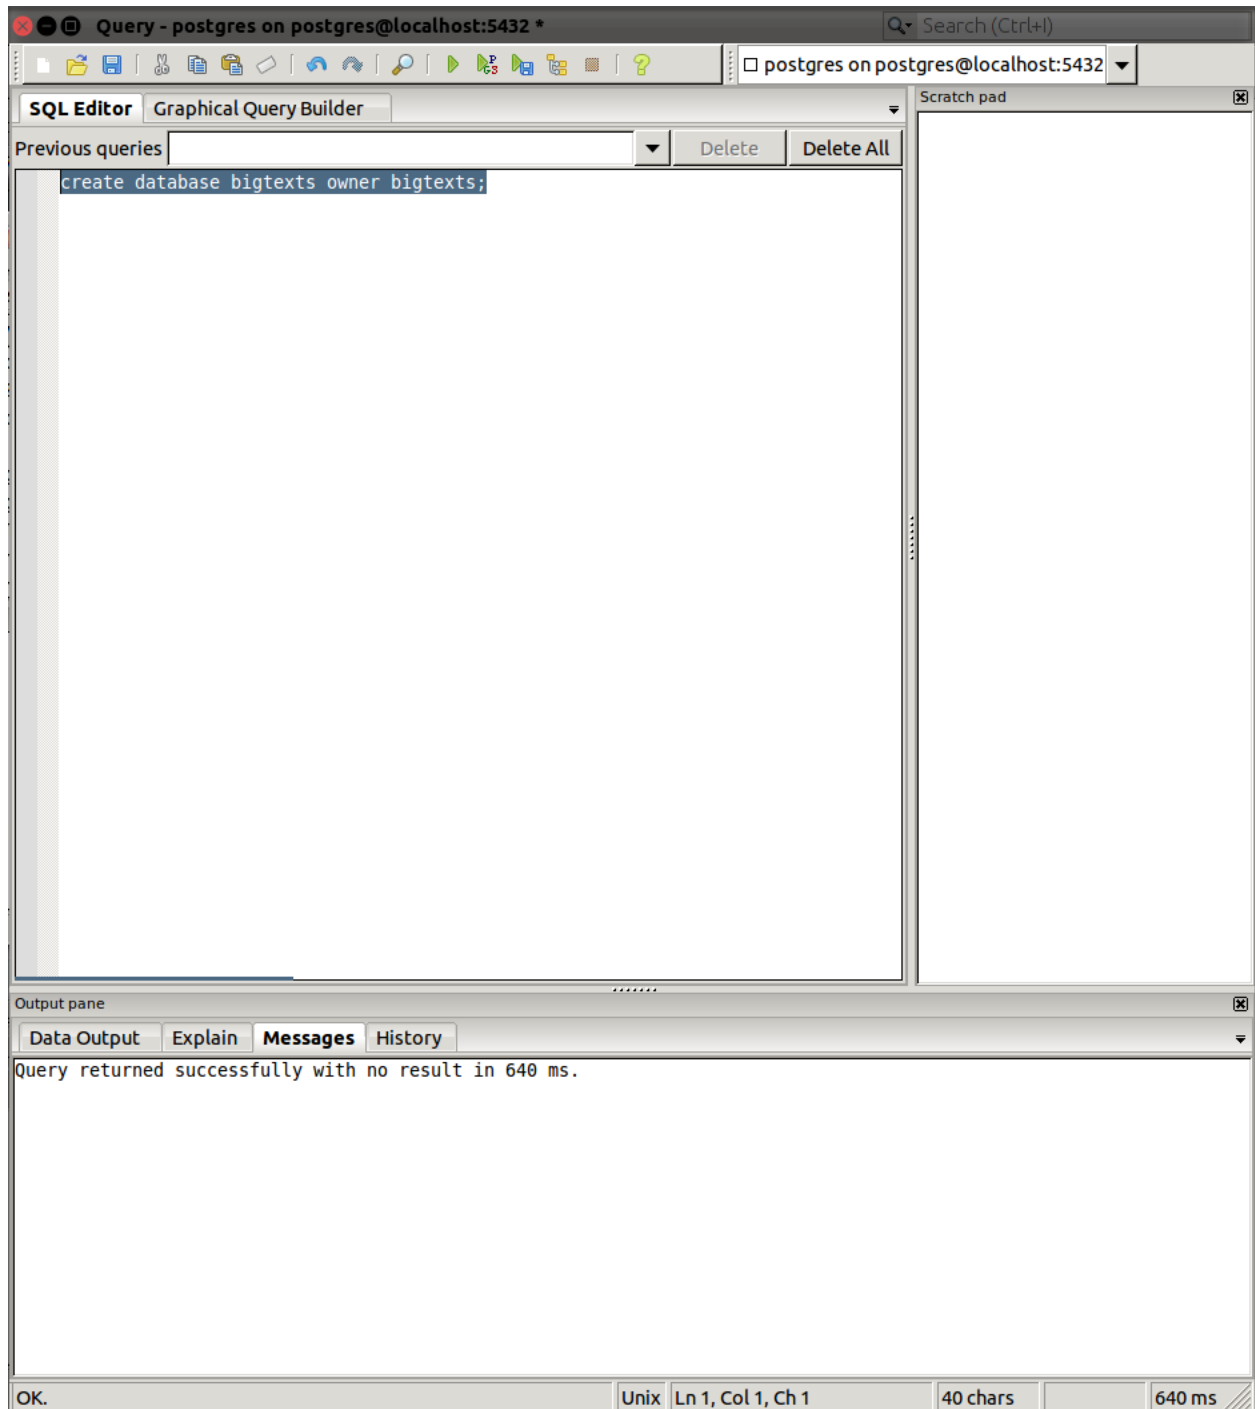 Query - postgres on postgres@localhost:5432 *
Search (Ctrl+I)
postgres on postgres@localhost:5432
SQL Editor
Graphical Query Builder
Scratch pad
Previous queries
Delete
Delete All
create database bigtexts owner bigtexts;
Output pane
Data Output
Explain
Messages
History
Query returned successfully with no result in 640 ms.
OK.
Unix
Ln 1, Col 1, Ch 1
40 chars
640 ms